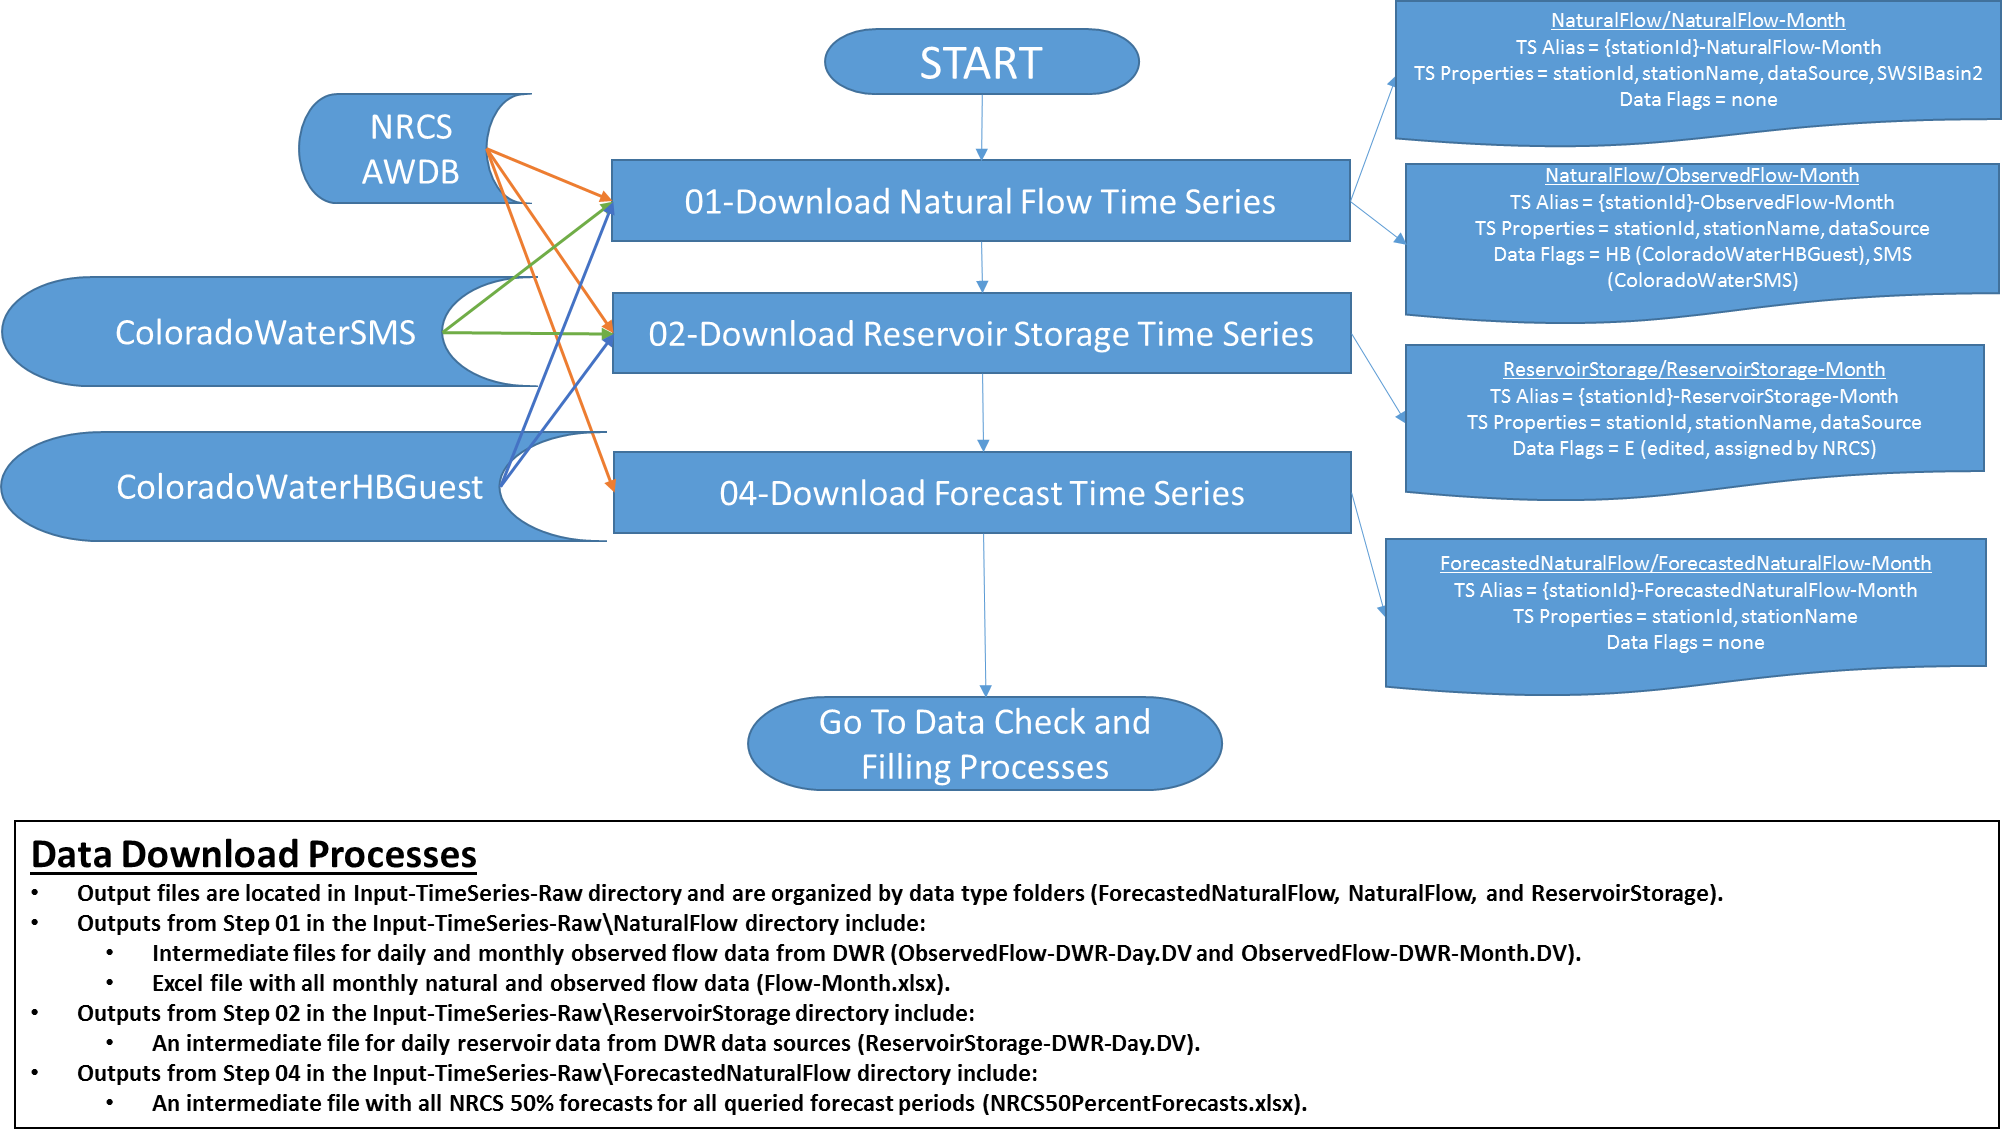 START
NRCS
AWDB
ColoradoWaterSMS
ColoradoWaterHBGuest
01-Download Natural Flow Time Series
02-Download Reservoir Storage Time Series
04-Download Forecast Time Series
Go To Data Check and
Filling Processes
NaturalFlow/NaturalFlow-Month
TS Alias = {stationId}-NaturalFlow-Month
TS Properties = stationId, stationName, dataSource, SWSIBasin2
Data Flags = none
NaturalFlow/ObservedFlow-Month
TS Alias = {stationId}-ObservedFlow-Month
TS Properties = stationId, stationName, dataSource
Data Flags = HB (ColoradoWaterHBGuest), SMS
(ColoradoWaterSMS)
ReservoirStorage/ReservoirStorage-Month
TS Alias = {stationId}-ReservoirStorage-Month
TS Properties = stationId, stationName, dataSource
Data Flags = E (edited, assigned by NRCS)
ForecastedNaturalFlow/ForecastedNaturalFlow-Month
TS Alias = {stationId}-ForecastedNaturalFlow-Month
TS Properties = stationId, stationName
Data Flags = none
Data Download Processes
• Output files are located in Input-TimeSeries-Raw directory and are organized by data type folders (ForecastedNaturalFlow, NaturalFlow, and ReservoirStorage).
• Outputs from Step 01 in the Input-TimeSeries-Raw\NaturalFlow directory include:
• Intermediate files for daily and monthly observed flow data from DWR (ObservedFlow-DWR-Day.DV and ObservedFlow-DWR-Month.DV).
• Excel file with all monthly natural and observed flow data (Flow-Month.xlsx).
• Outputs from Step 02 in the Input-TimeSeries-Raw\ReservoirStorage directory include:
• An intermediate file for daily reservoir data from DWR data sources (ReservoirStorage-DWR-Day.DV).
• Outputs from Step 04 in the Input-TimeSeries-Raw\ForecastedNaturalFlow directory include:
• An intermediate file with all NRCS 50% forecasts for all queried forecast periods (NRCS50PercentForecasts.xlsx).